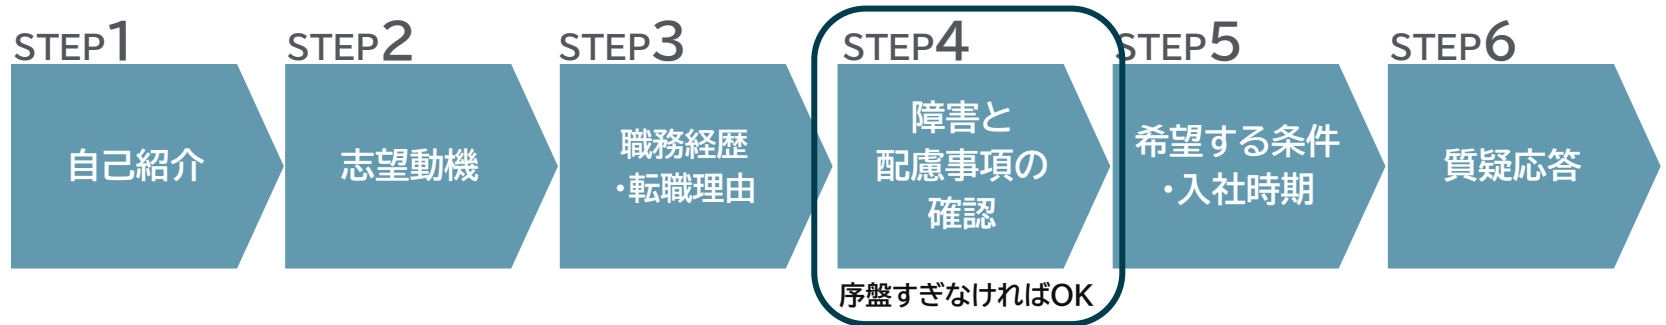 STEP1
自己紹介
STEP2
志望動機
STEP3
職務経歴
・転職理由
STEP4
障害と
配慮事項の
確認
序盤すぎなければOK
STEP5
希望する条件
・入社時期
STEP6
質疑応答